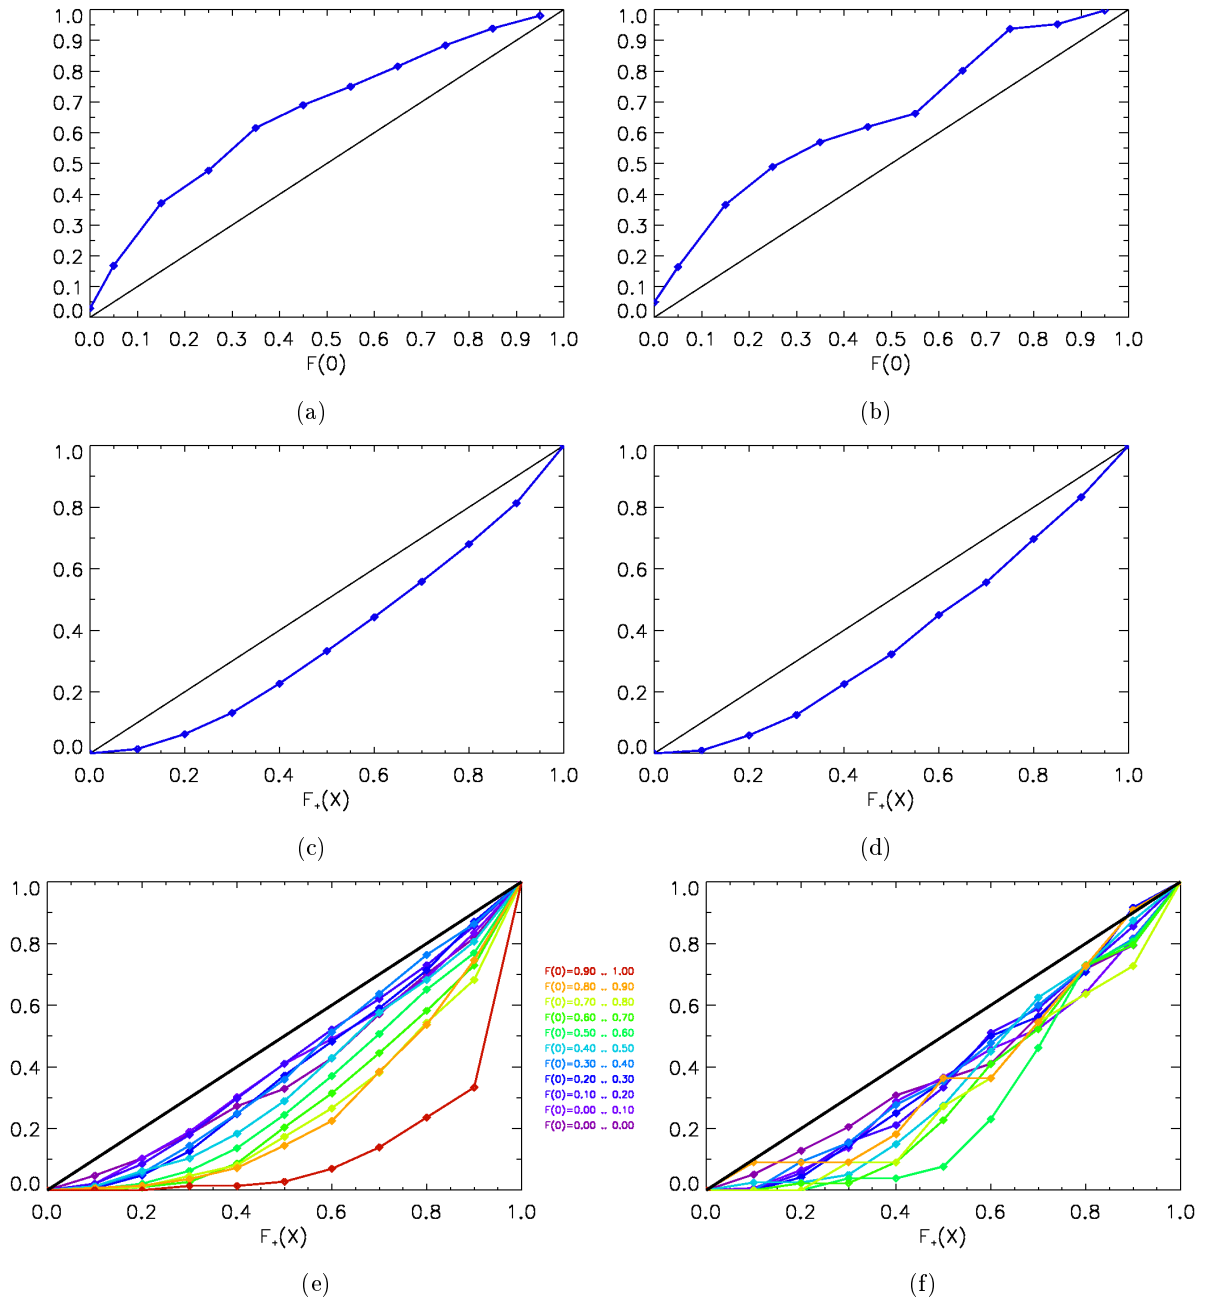 1.0
0.9
0.8
0.7
0.6
0.5
0.4
0.3
0.2
0.1
0.0
0.0 0.1 0.2 0.3 0.4 0.5 0.6 0.7 0.8 0.9 1.0
F(0)
(a)
1.0
0.9
0.8
0.7
0.6
0.5
0.4
0.3
0.2
0.1
0.0
0.0 0.1 0.2 0.3 0.4 0.5 0.6 0.7 0.8 0.9 1.0
F(0)
(b)
1.0
0.8
0.6
0.4
0.2
0.0
0.0 0.2 0.4 0.6 0.8 1.0
F₊(X)
(c)
1.0
0.8
0.6
0.4
0.2
0.0
0.0 0.2 0.4 0.6 0.8 1.0
F₊(X)
(d)
1.0
0.8
0.6
0.4
0.2
0.0
0.0 0.2 0.4 0.6 0.8 1.0
F₊(X)
(e)
F(0)=0.90 .. 1.00
F(0)=0.80 .. 0.90
F(0)=0.70 .. 0.80
F(0)=0.60 .. 0.70
F(0)=0.50 .. 0.60
F(0)=0.40 .. 0.50
F(0)=0.30 .. 0.40
F(0)=0.20 .. 0.30
F(0)=0.10 .. 0.20
F(0)=0.00 .. 0.10
F(0)=0.00 .. 0.00
1.0
0.8
0.6
0.4
0.2
0.0
0.0 0.2 0.4 0.6 0.8 1.0
F₊(X)
(f)